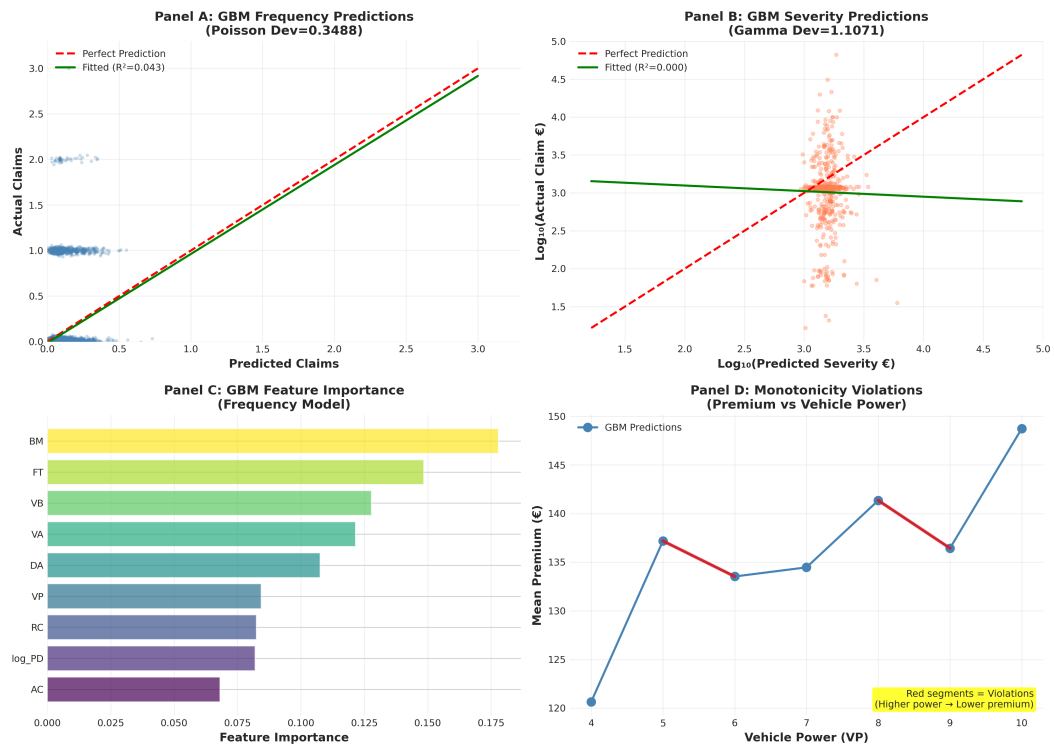 Panel A: GBM Frequency Predictions
(Poisson Dev=0.3488)
Perfect Prediction
Fitted (R²=0.043)
3.0
2.5
2.0
1.5
1.0
0.5
0.0
Actual Claims
0.0 0.5 1.0 1.5 2.0 2.5 3.0
Predicted Claims
Panel B: GBM Severity Predictions
(Gamma Dev=1.1071)
Perfect Prediction
Fitted (R²=0.000)
5.0
4.5
4.0
3.5
3.0
2.5
2.0
1.5
Log₁₀(Actual Claim €)
1.5 2.0 2.5 3.0 3.5 4.0 4.5 5.0
Log₁₀(Predicted Severity €)
Panel C: GBM Feature Importance
(Frequency Model)
BM
FT
VB
VA
DA
VP
RC
log_PD
AC
0.000 0.025 0.050 0.075 0.100 0.125 0.150 0.175
Feature Importance
Panel D: Monotonicity Violations
(Premium vs Vehicle Power)
GBM Predictions
150
145
140
135
130
125
120
Mean Premium (€)
Red segments = Violations
(Higher power → Lower premium)
4 5 6 7 8 9 10
Vehicle Power (VP)